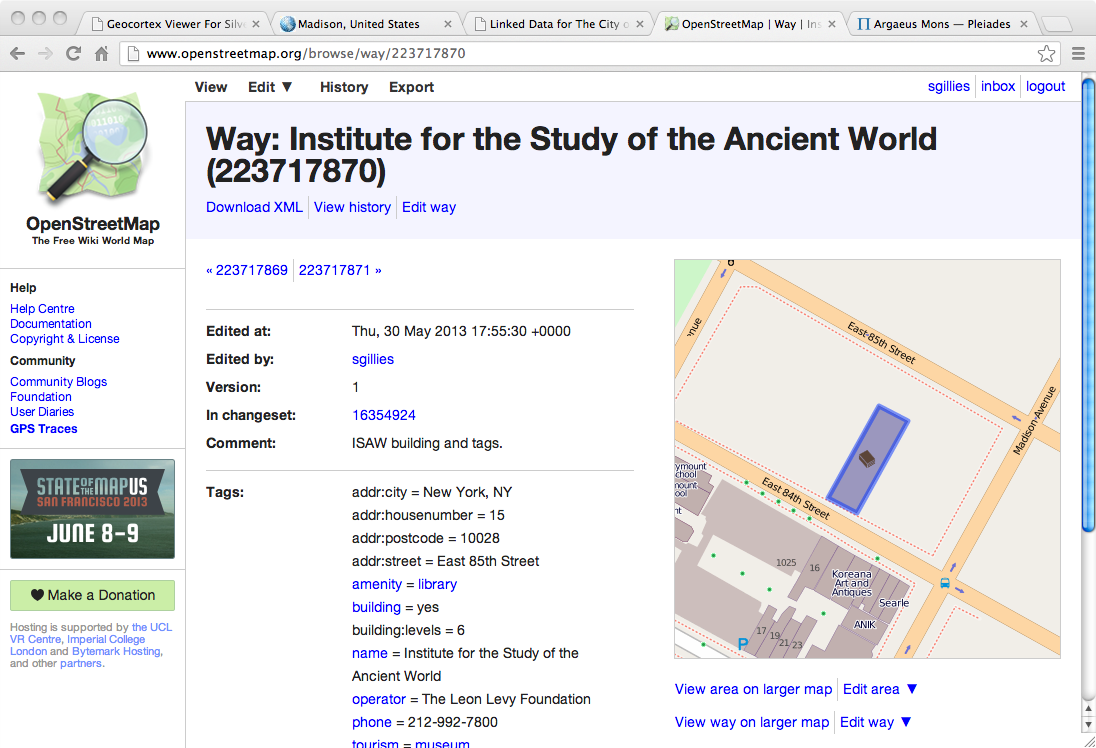 Geocortex Viewer For Silve
Madison, United States
Linked Data for The City o
OpenStreetMap | Way | Ins
Argaeus Mons — Pleiades
www.openstreetmap.org/browse/way/223717870
View
Edit ▼
History
Export
sgillies
inbox
logout
Way: Institute for the Study of the Ancient World
(223717870)
Download XML
View history
Edit way
OpenStreetMap
The Free Wiki World Map
Help
Help Centre
Documentation
Copyright & License
Community
Community Blogs
Foundation
User Diaries
GPS Traces
STATE OF THE MAP US
SAN FRANCISCO 2013
JUNE 8-9
Make a Donation
Hosting is supported by the UCL
VR Centre, Imperial College
London and Bytemark Hosting,
and other partners.
« 223717869
223717871 »
Edited at: Thu, 30 May 2013 17:55:30 +0000
Edited by: sgillies
Version: 1
In changeset: 16354924
Comment: ISAW building and tags.
Tags: addr:city = New York, NY
addr:housenumber = 15
addr:postcode = 10028
addr:street = East 85th Street
amenity = library
building = yes
building:levels = 6
name = Institute for the Study of the
Ancient World
operator = The Leon Levy Foundation
phone = 212-992-7800
tourism = museum
East 85th Street
Madison Avenue
nue
East 84th Street
ymount
chool
mount
ool
nt
1025
16
Koreana
Art and
Antiques
Searle
ANIK
17
19
21
23
P
View area on larger map
Edit area ▼
View way on larger map
Edit way ▼